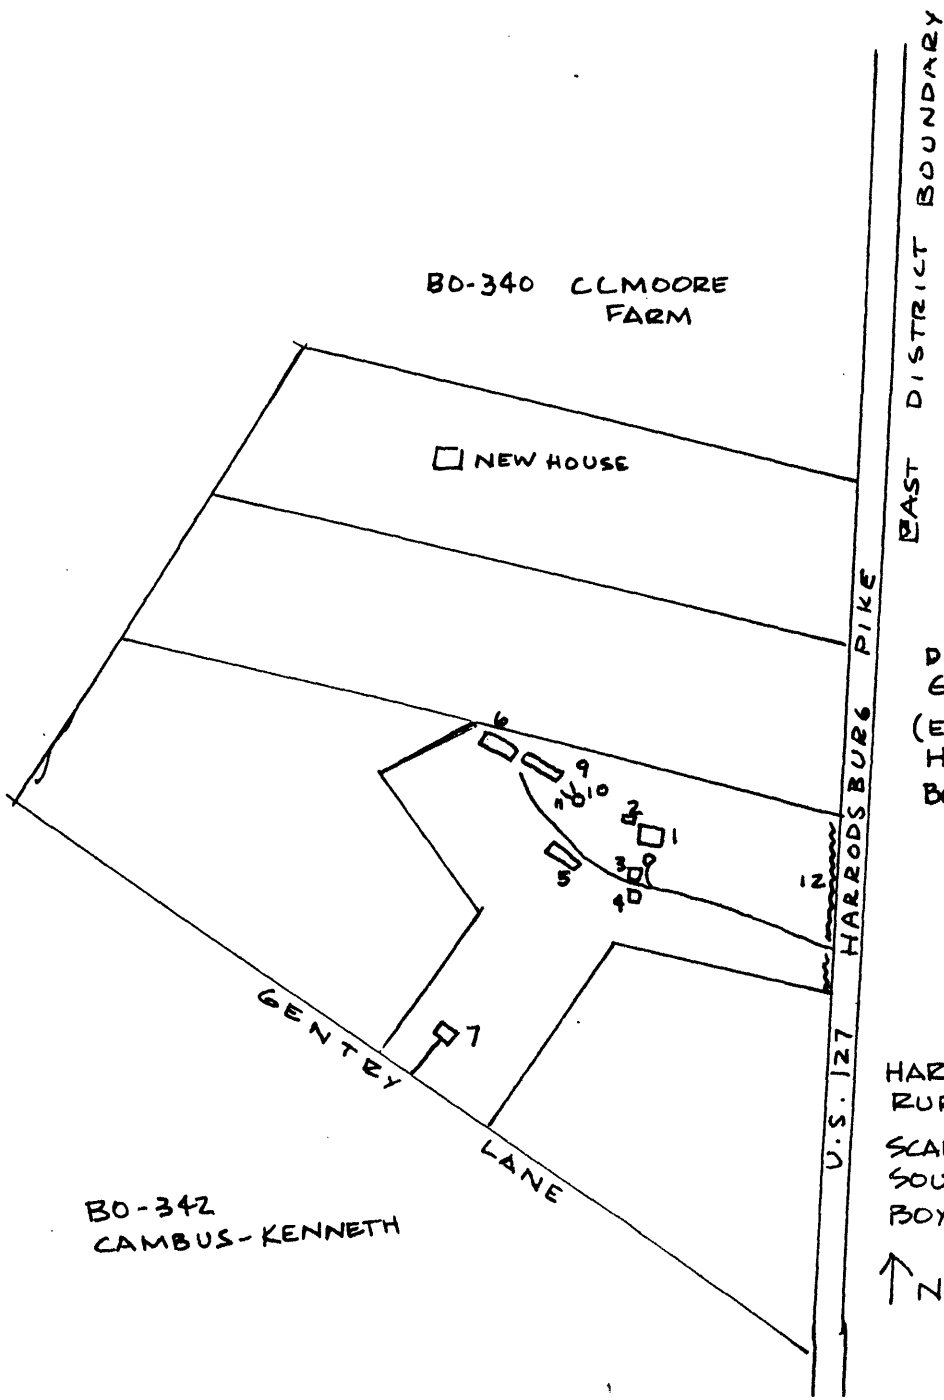 EAST DISTRICT BOUNDARY
BO-340 CLMOORE
FARM
NEW HOUSE
U.S. 127 HARRODSBURG PIKE
D
(E
H
6
9
10
11
2
1
3
4
5
12
7
GENTRY LANE
HAR
RUR
SCAL
SOU
BOY
N
BO-342
CAMBUS-KENNETH